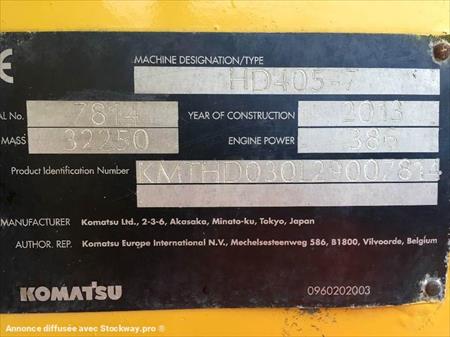 CE
MACHINE DESIGNATION/TYPE
HD405-7
AL No. 7814 YEAR OF CONSTRUCTION 2013
MASS 32250 ENGINE POWER 386
Product Identification Number KMTHD030L29007814
MANUFACTURER Komatsu Ltd., 2-3-6, Akasaka, Minato-ku, Tokyo, Japan
AUTHOR. REP. Komatsu Europe International N.V., Mechelsesteenweg 586, B1800, Vilvoorde, Belgium
KOMATSU 0960202003
Annonce diffusée avec Stockway.pro ®